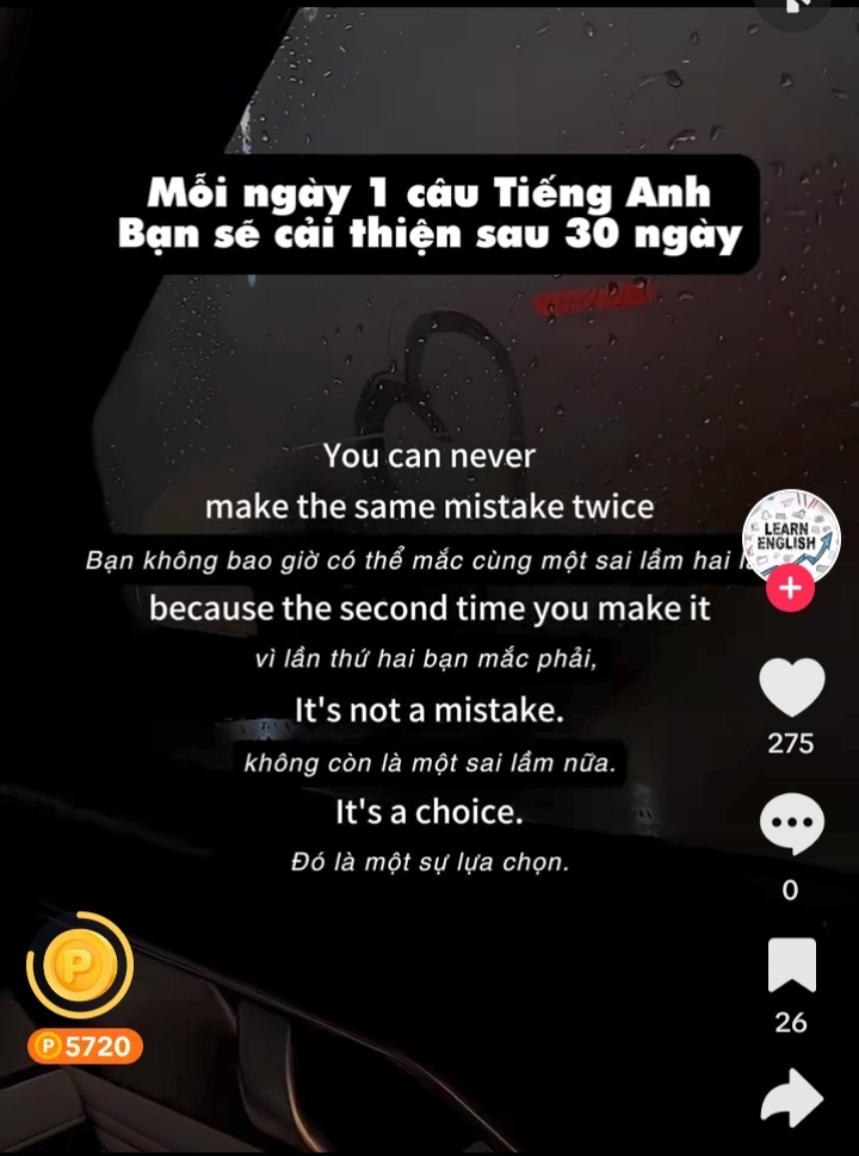 Mỗi ngày 1 câu Tiếng Anh
Bạn sẽ cải thiện sau 30 ngày
You can never
make the same mistake twice
Bạn không bao giờ có thể mắc cùng một sai lầm hai
because the second time you make it
vì lần thứ hai bạn mắc phải,
It's not a mistake.
không còn là một sai lầm nữa.
It's a choice.
Đó là một sự lựa chọn.
LEARN
ENGLISH
275
0
26
P
P 5720